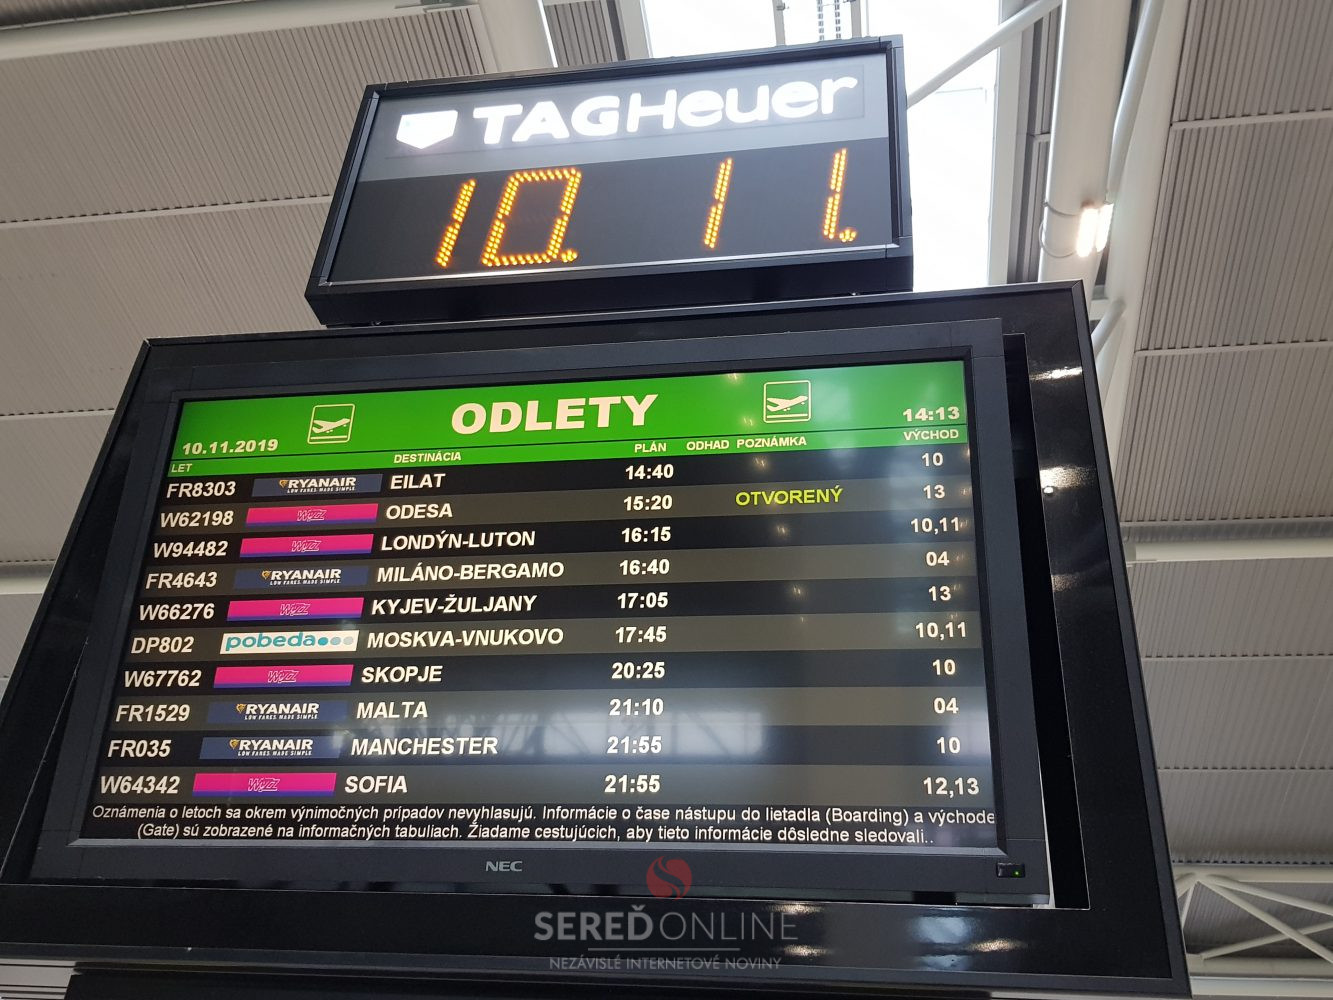 TAGHeuer
10. 11.
ODLETY
10.11.2019 14:13
LET DESTINÁCIA PLÁN ODHAD POZNÁMKA VÝCHOD
FR8303 RYANAIR LOW FARES. MADE SIMPLE. EILAT 14:40 10
W62198 Wizz ODESA 15:20 OTVORENÝ 13
W94482 Wizz LONDÝN-LUTON 16:15 10,11
FR4643 RYANAIR LOW FARES. MADE SIMPLE. MILÁNO-BERGAMO 16:40 04
W66276 Wizz KYJEV-ŽULJANY 17:05 13
DP802 pobeda MOSKVA-VNUKOVO 17:45 10,11
W67762 Wizz SKOPJE 20:25 10
FR1529 RYANAIR LOW FARES. MADE SIMPLE. MALTA 21:10 04
FR035 RYANAIR LOW FARES. MADE SIMPLE. MANCHESTER 21:55 10
W64342 Wizz SOFIA 21:55 12,13
Oznámenia o letoch sa okrem výnimočných prípadov nevyhlasujú. Informácie o čase nástupu do lietadla (Boarding) a východe
(Gate) sú zobrazené na informačných tabuliach. Žiadame cestujúcich, aby tieto informácie dôsledne sledovali..
NEC
SEREĎONLINE
NEZÁVISLÉ INTERNETOVÉ NOVINY